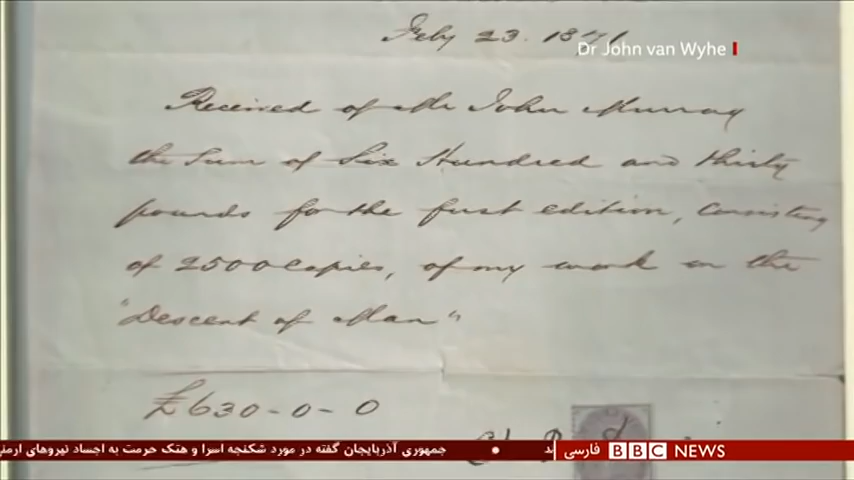 Feby 23. 1871
Dr John van Wyhe
Received of Mr John Murray
the Sum of Six Hundred and thirty
pounds for the first edition, Consisting
of 2500 Copies, of my work on the
"Descent of Man"
£630-0-0
جمهوری آذربایجان گفته در مورد شکنجه اسرا و هتک حرمت به اجساد نیروهای ارمنی
فارسی BBC NEWS